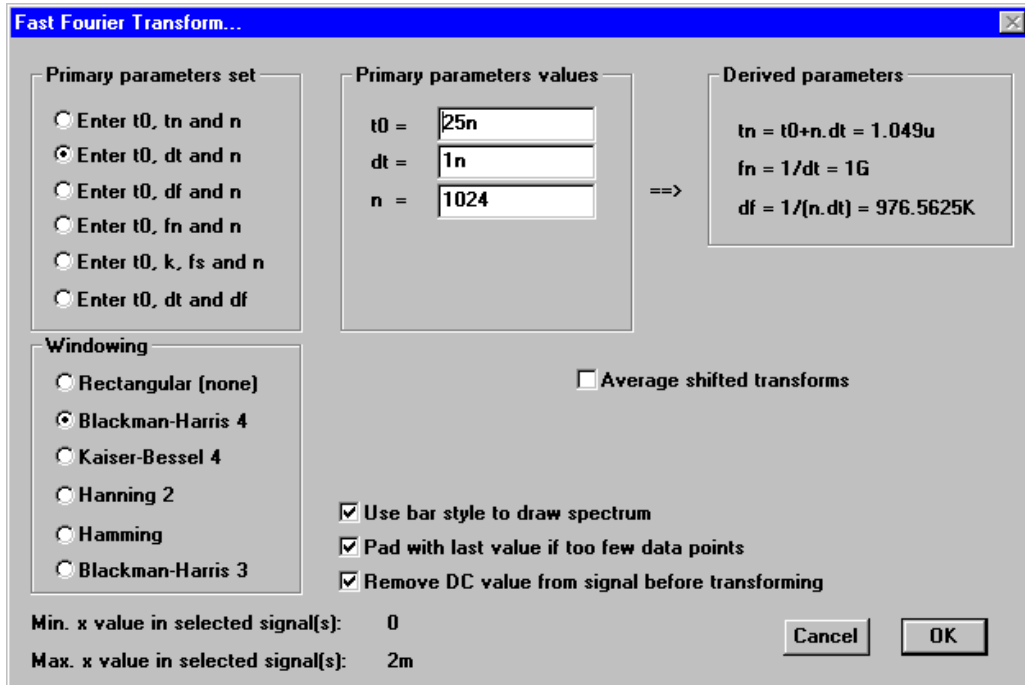 Fast Fourier Transform...
Primary parameters set
Enter t0, tn and n
Enter t0, dt and n
Enter t0, df and n
Enter t0, fn and n
Enter t0, k, fs and n
Enter t0, dt and df
Primary parameters values
t0 = 25n
dt = 1n
n = 1024
==>
Derived parameters
tn = t0+n.dt = 1.049u
fn = 1/dt = 1G
df = 1/(n.dt) = 976.5625K
Windowing
Rectangular (none)
Blackman-Harris 4
Kaiser-Bessel 4
Hanning 2
Hamming
Blackman-Harris 3
Average shifted transforms
Use bar style to draw spectrum
Pad with last value if too few data points
Remove DC value from signal before transforming
Min. x value in selected signal(s): 0
Max. x value in selected signal(s): 2m
Cancel
OK